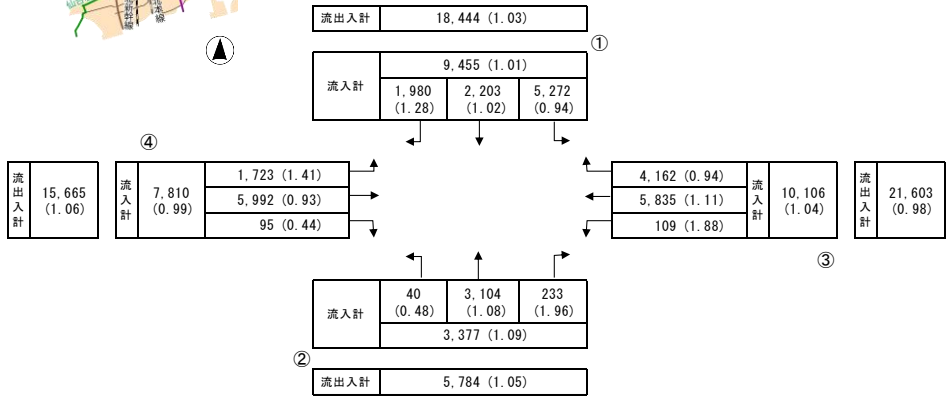 流出入計 18,444 (1.03)
①
流入計 9,455 (1.01)
1,980 2,203 5,272
(1.28) (1.02) (0.94)
④
流出入計 15,665 (1.06)
流入計 7,810 (0.99)
1,723 (1.41)
5,992 (0.93)
95 (0.44)
4,162 (0.94)
5,835 (1.11)
109 (1.88)
流入計 10,106 (1.04)
流出入計 21,603 (0.98)
③
40 3,104 233
(0.48) (1.08) (1.96)
流入計 3,377 (1.09)
②
流出入計 5,784 (1.05)